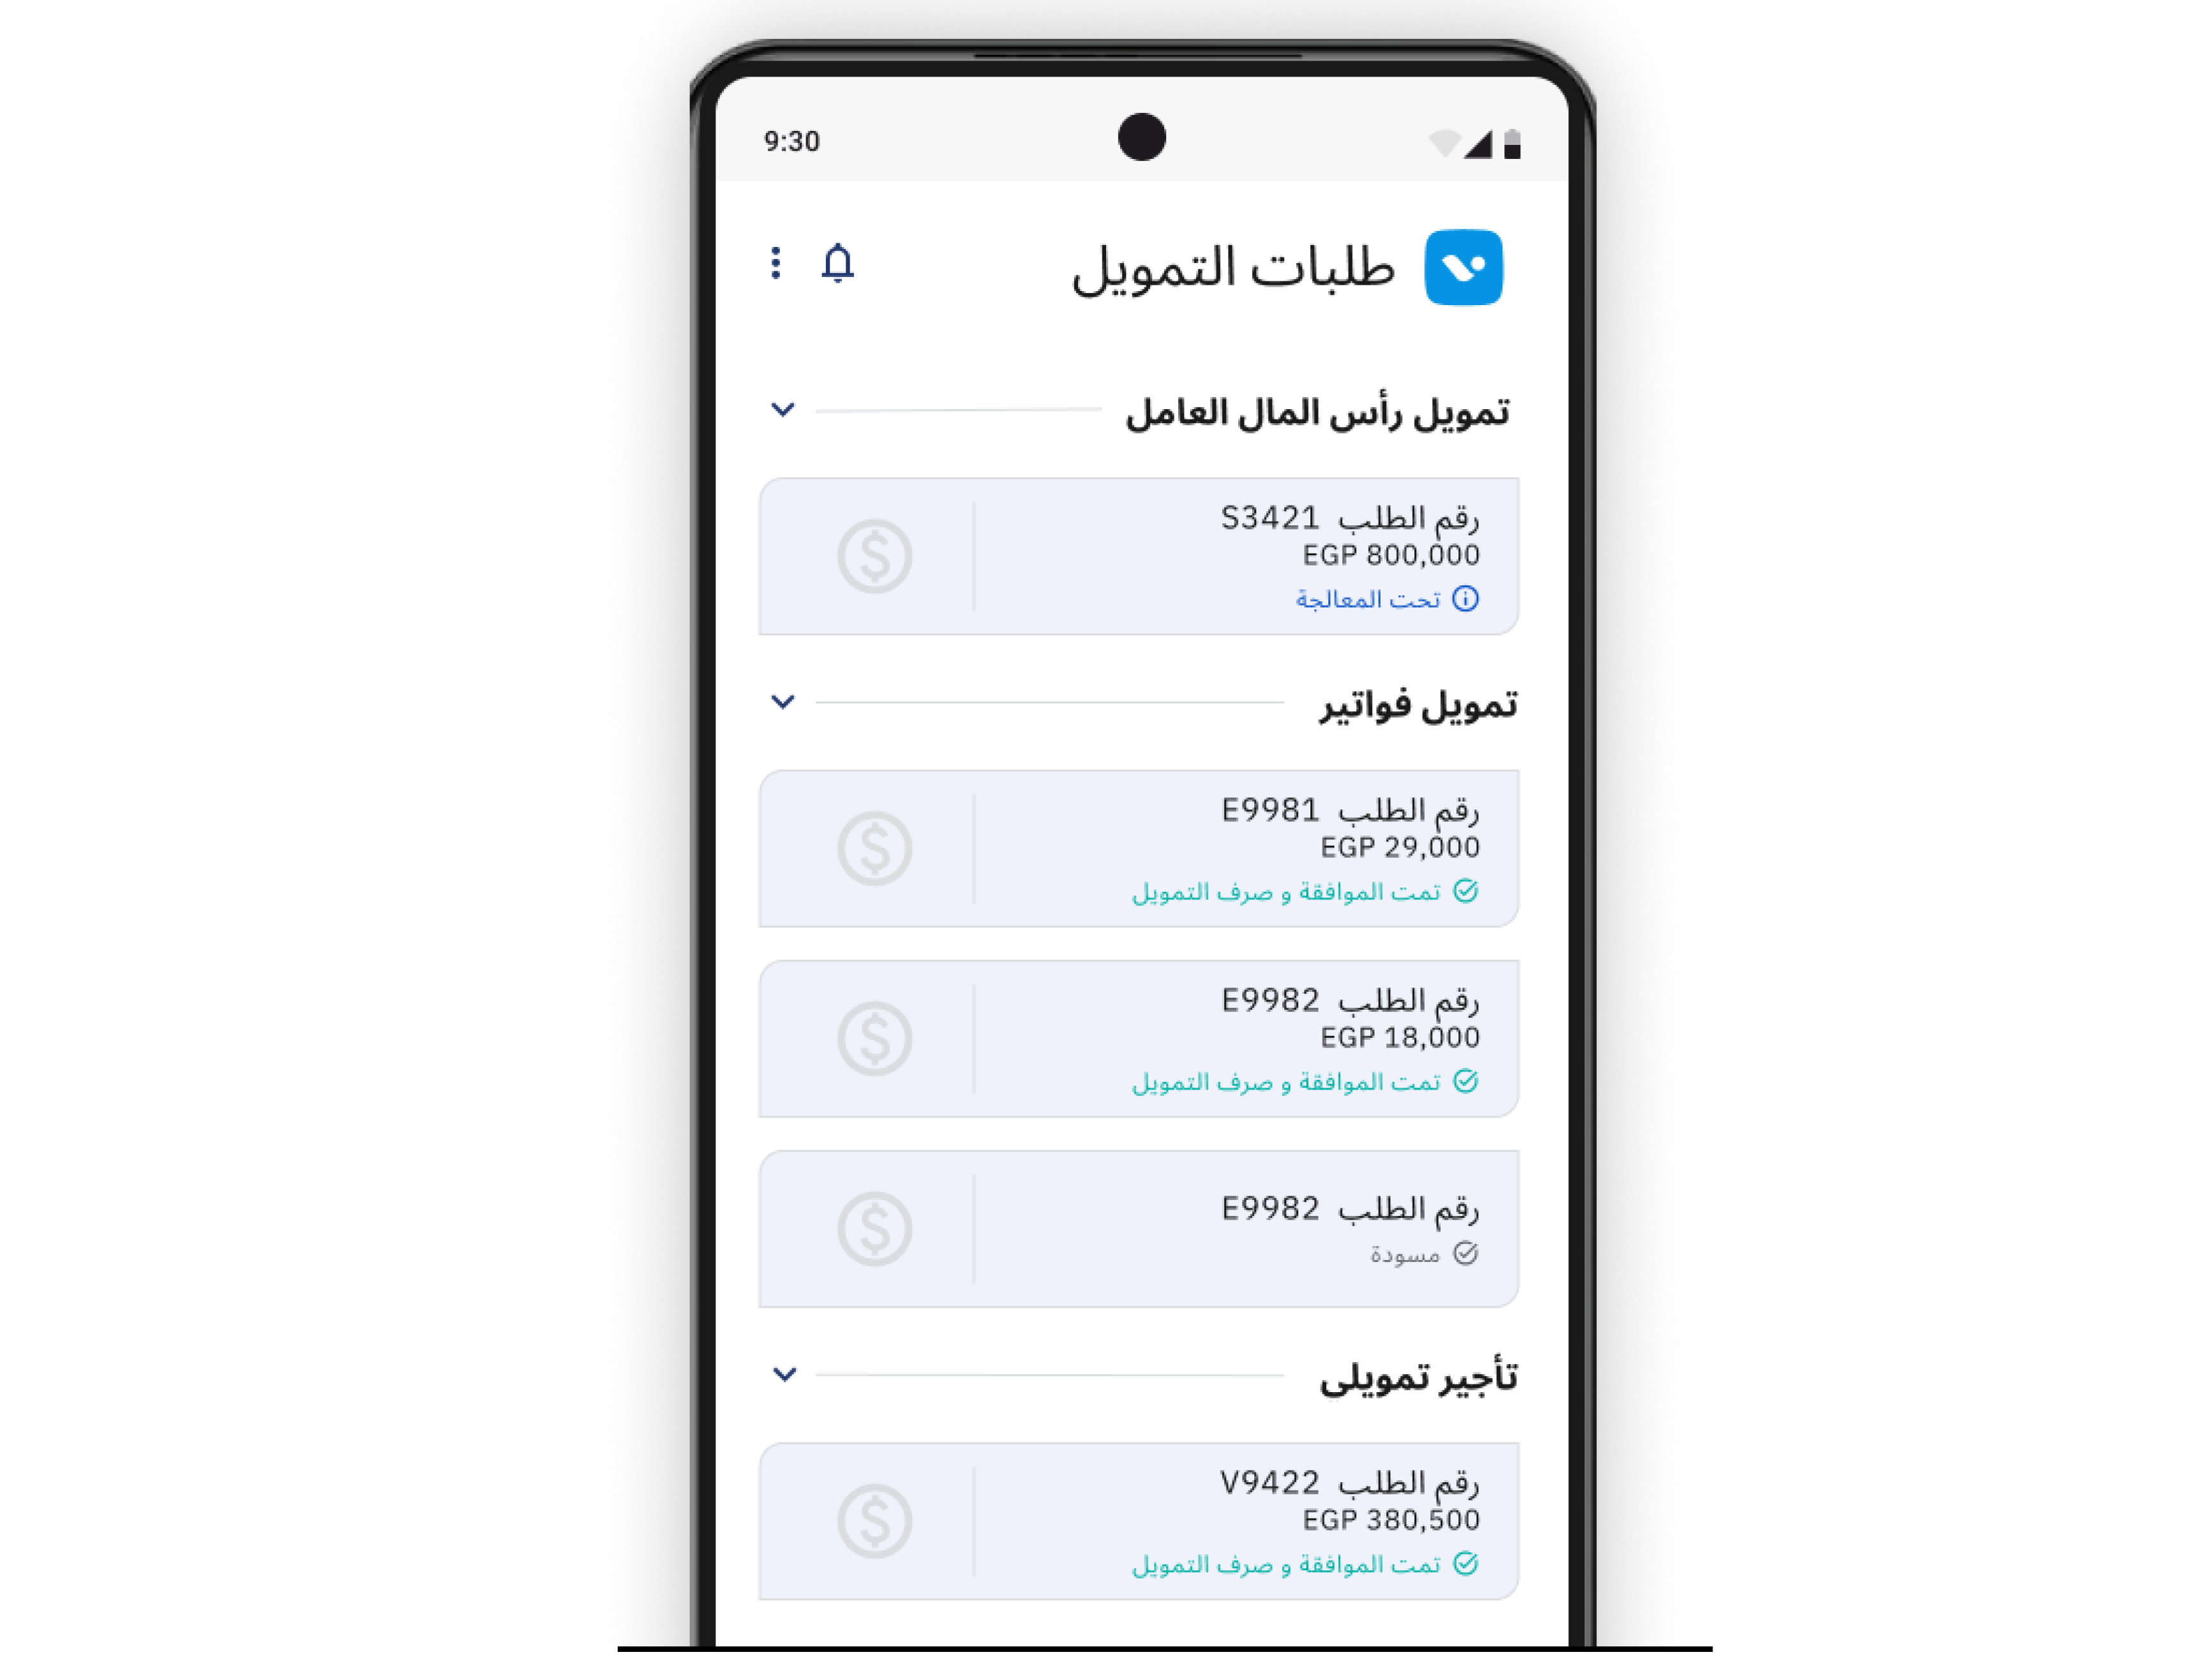 9:30
طلبات التمويل
تمويل رأس المال العامل
رقم الطلب S3421
EGP 800,000
تحت المعالجة
تمويل فواتير
رقم الطلب E9981
EGP 29,000
تمت الموافقة و صرف التمويل
رقم الطلب E9982
EGP 18,000
تمت الموافقة و صرف التمويل
رقم الطلب E9982
مسودة
تأجير تمويلي
رقم الطلب V9422
EGP 380,500
تمت الموافقة و صرف التمويل